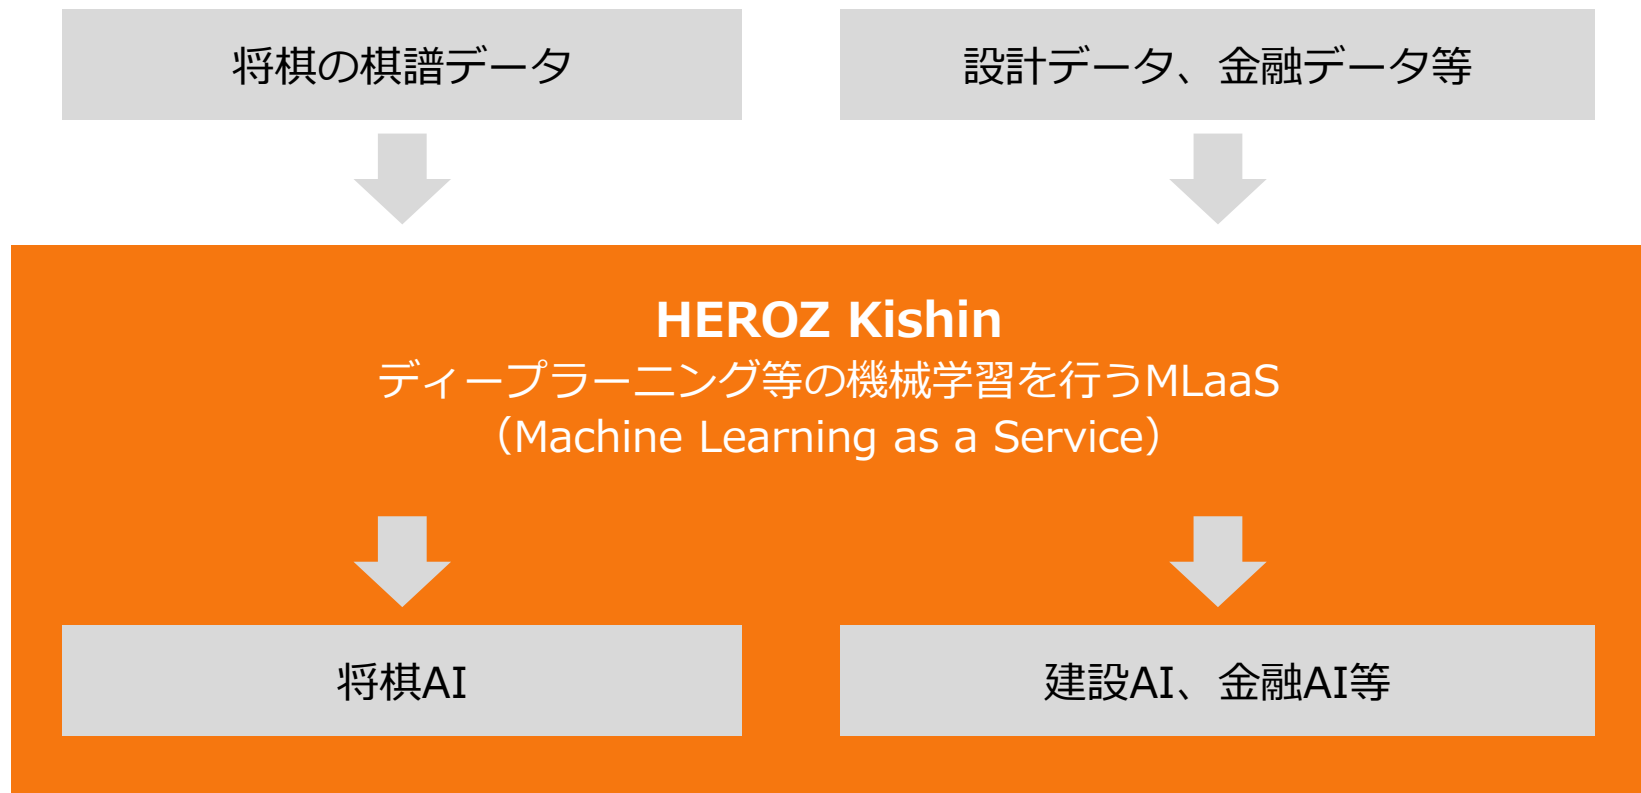 将棋の棋譜データ
設計データ、金融データ等
HEROZ Kishin
ディープラーニング等の機械学習を行うMLaaS
（Machine Learning as a Service）
将棋AI
建設AI、金融AI等